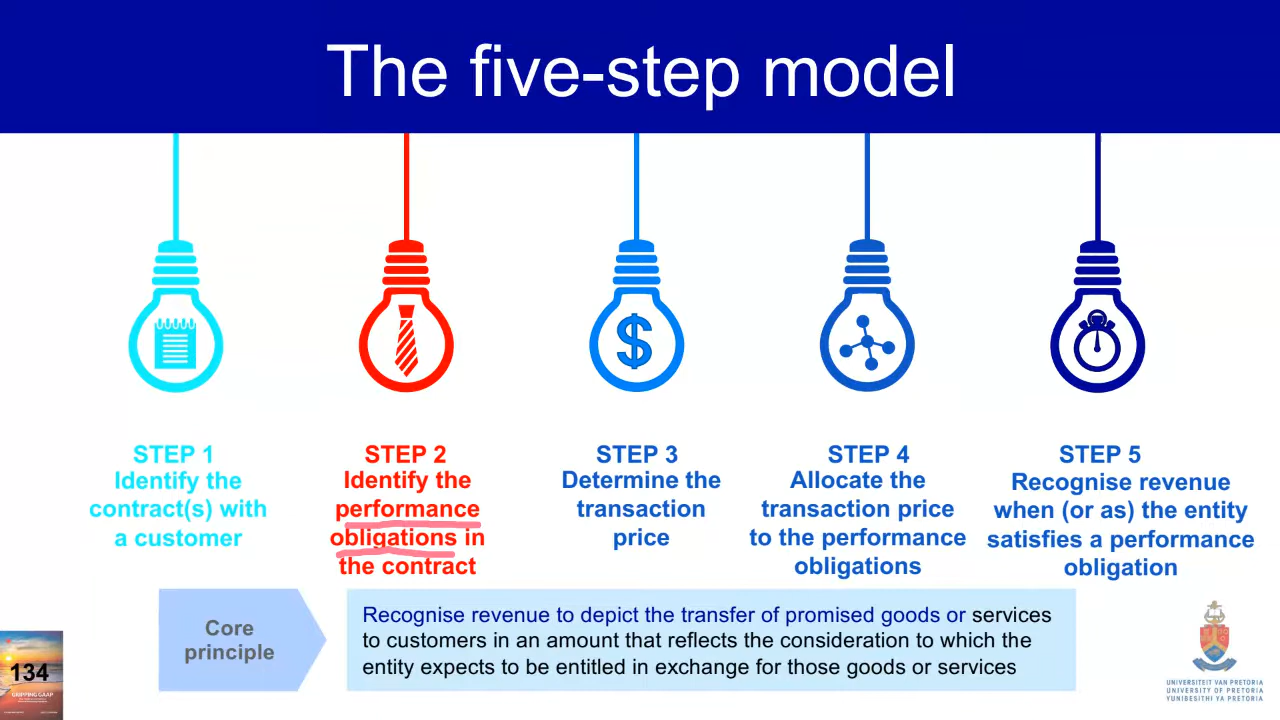 The five-step model
STEP 1
Identify the
contract(s) with
a customer
STEP 2
Identify the
performance
obligations in
the contract
STEP 3
Determine the
transaction
price
STEP 4
Allocate the
transaction price
to the performance
obligations
STEP 5
Recognise revenue
when (or as) the entity
satisfies a performance
obligation
Core
principle
Recognise revenue to depict the transfer of promised goods or services
to customers in an amount that reflects the consideration to which the
entity expects to be entitled in exchange for those goods or services
134
GRIPPING GAAP
UNIVERSITEIT VAN PRETORIA
UNIVERSITY OF PRETORIA
YUNIBESITHI YA PRETORIA